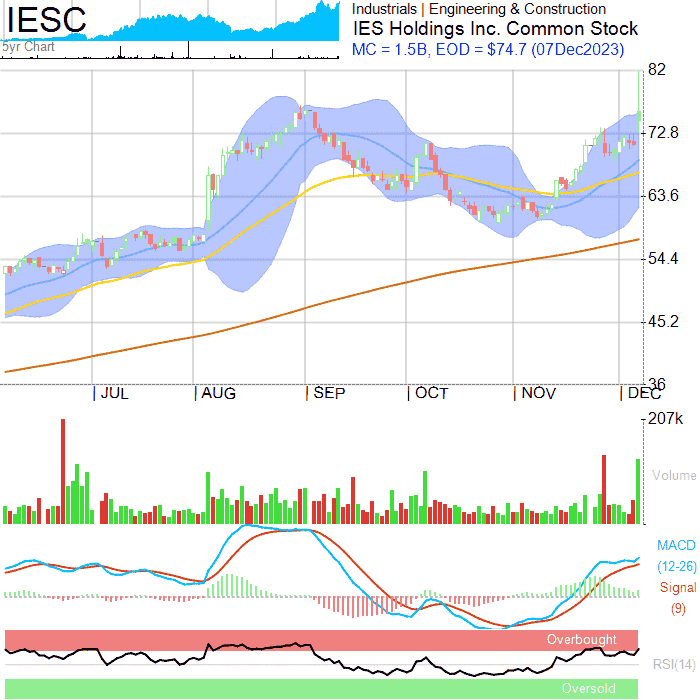 IESC
5yr Chart
Industrials | Engineering & Construction
IES Holdings Inc. Common Stock
MC = 1.5B, EOD = $74.7 (07Dec2023)
82
72.8
63.6
54.4
45.2
36
JUL AUG SEP OCT NOV DEC
207k
Volume
MACD
(12-26)
Signal
(9)
Overbought
RSI(14)
Oversold